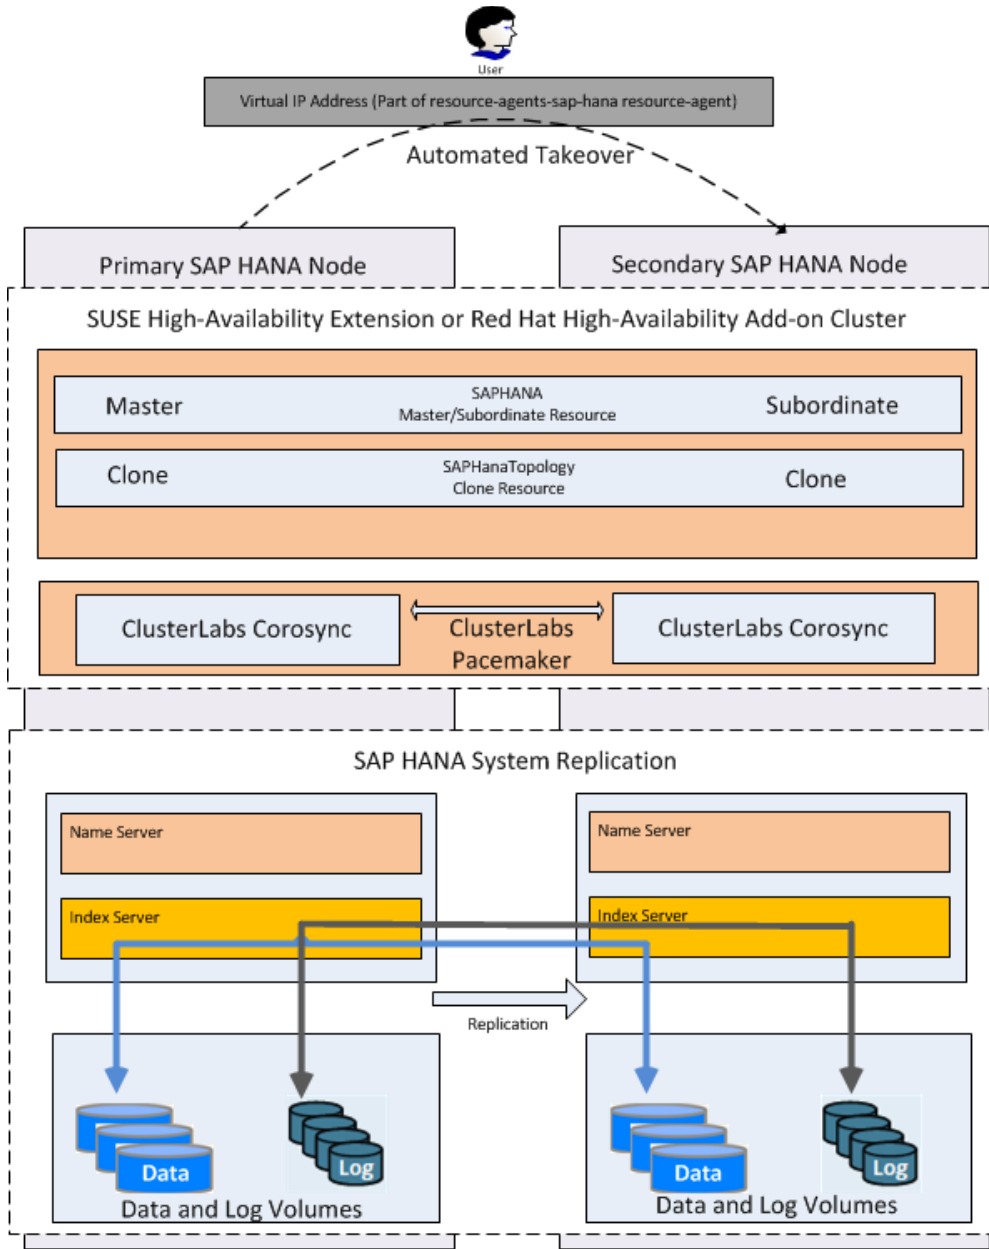 User
Virtual IP Address (Part of resource-agents-sap-hana resource-agent)
Automated Takeover
Primary SAP HANA Node
Secondary SAP HANA Node
SUSE High-Availability Extension or Red Hat High-Availability Add-on Cluster
Master
SAPHANA
Master/Subordinate Resource
Subordinate
Clone
SAPHanaTopology
Clone Resource
Clone
ClusterLabs Corosync
ClusterLabs
Pacemaker
ClusterLabs Corosync
SAP HANA System Replication
Name Server
Name Server
Index Server
Index Server
Replication
Data
Log
Data
Log
Data and Log Volumes
Data and Log Volumes